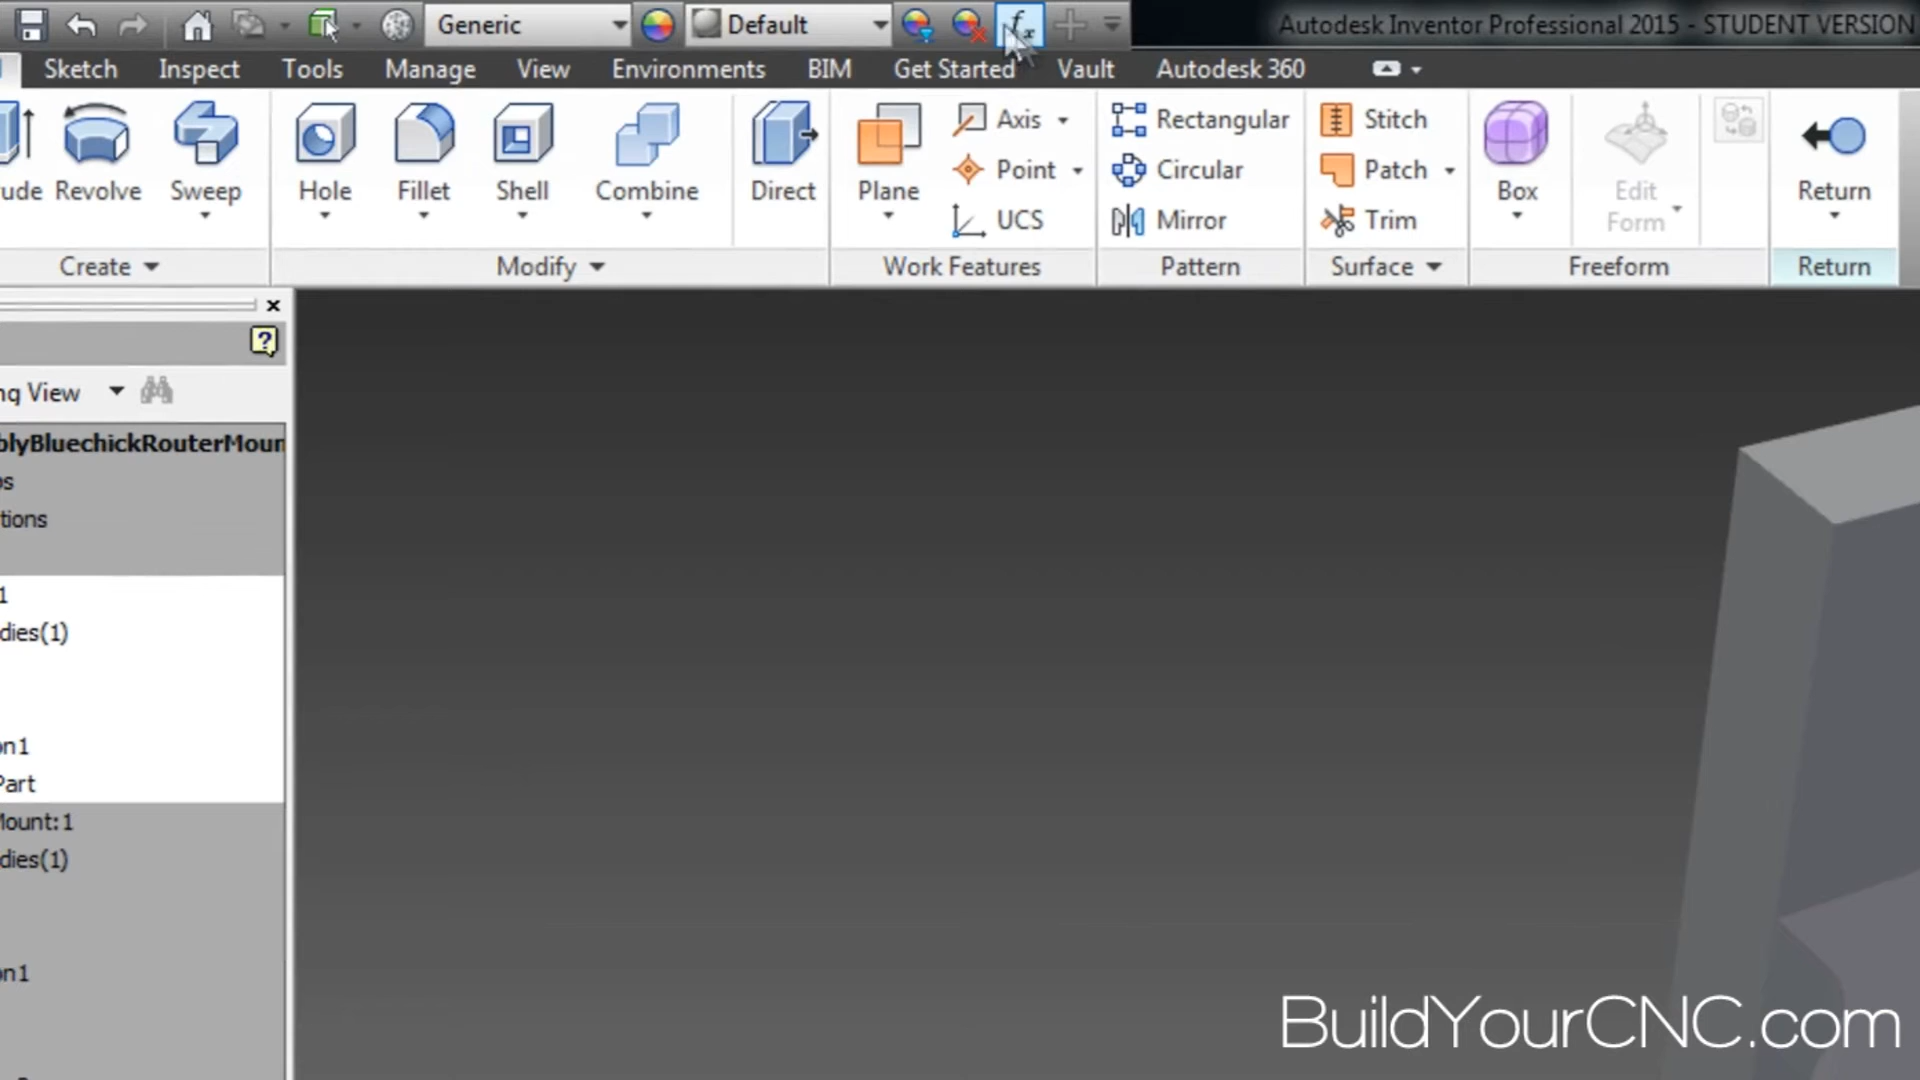 Generic Default fx Autodesk Inventor Professional 2015 - STUDENT VERSION
Sketch Inspect Tools Manage View Environments BIM Get Started Vault Autodesk 360
ude Revolve Sweep Hole Fillet Shell Combine Direct Plane Axis Point UCS Rectangular Circular Mirror Stitch Patch Trim Box Edit Form Return
Create Modify Work Features Pattern Surface Freeform Return
?
ng View
blyBluechickRouterMoun
os
tions
1
dies(1)
on1
Part
Mount:1
dies(1)
on1
BuildYourCNC.com